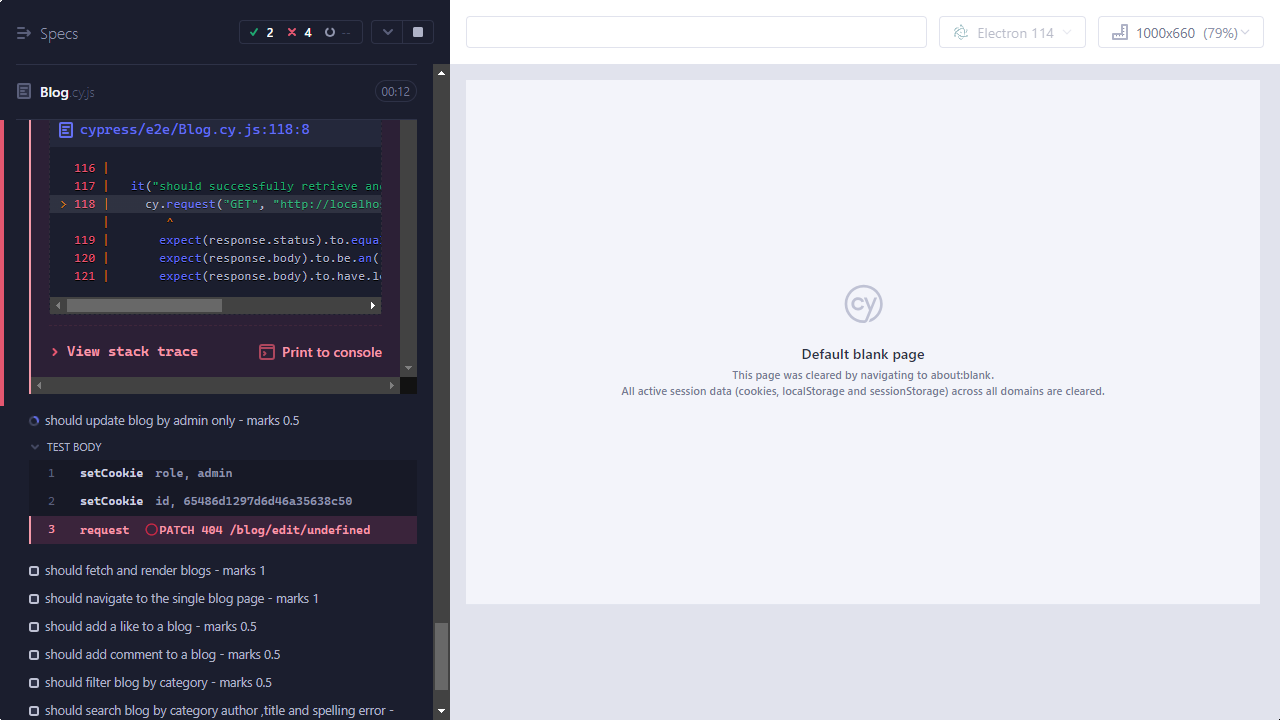 Specs
2 4 --
Electron 114
1000x660 (79%)
Blog.cy.js
00:12
cypress/e2e/Blog.cy.js:118:8
116 |
117 | it("should successfully retrieve and
> 118 | cy.request("GET", "http://localhos
| ^
119 | expect(response.status).to.equal
120 | expect(response.body).to.be.an(
121 | expect(response.body).to.have.le
View stack trace
Print to console
should update blog by admin only - marks 0.5
TEST BODY
1 setCookie role, admin
2 setCookie id, 65486d1297d6d46a35638c50
3 request PATCH 404 /blog/edit/undefined
should fetch and render blogs - marks 1
should navigate to the single blog page - marks 1
should add a like to a blog - marks 0.5
should add comment to a blog - marks 0.5
should filter blog by category - marks 0.5
should search blog by category author ,title and spelling error -
cy
Default blank page
This page was cleared by navigating to about:blank.
All active session data (cookies, localStorage and sessionStorage) across all domains are cleared.